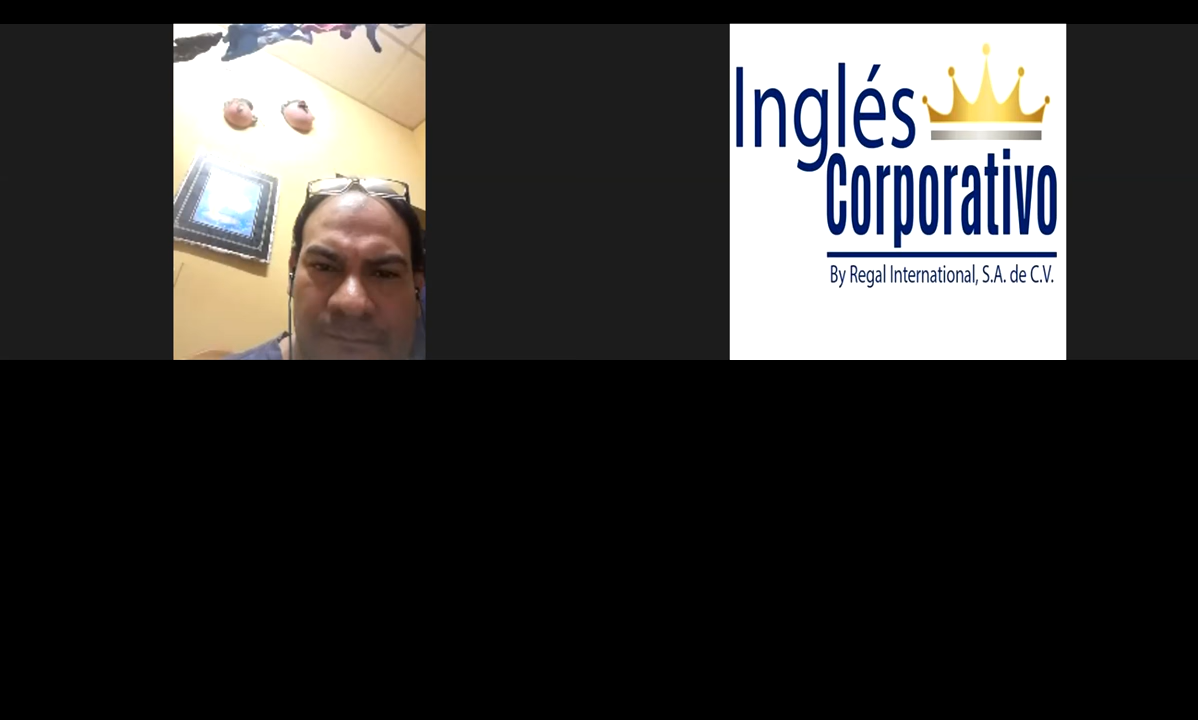 Inglés
Corporativo
By Regal International, S.A. de C.V.